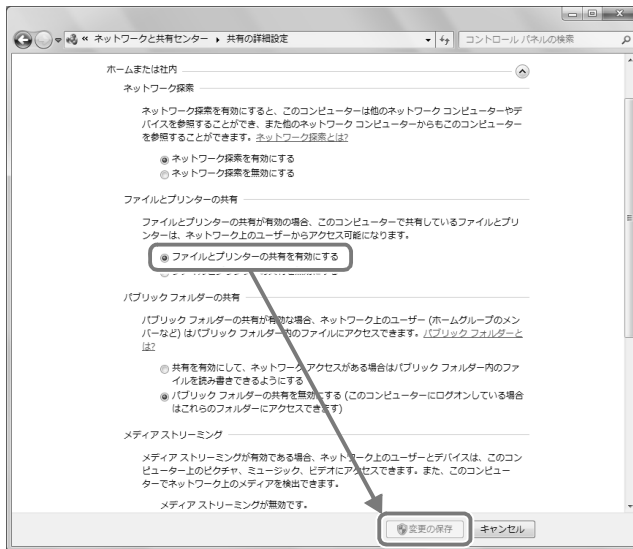 « ネットワークと共有センター ▸ 共有の詳細設定
コントロール パネルの検索
ホームまたは社内
ネットワーク探索
ネットワーク探索を有効にすると、このコンピューターは他のネットワーク コンピューターやデ
バイスを参照することができ、また他のネットワーク コンピューターからもこのコンピューター
を参照することができます。ネットワーク探索とは?
ネットワーク探索を有効にする
ネットワーク探索を無効にする
ファイルとプリンターの共有
ファイルとプリンターの共有が有効の場合、このコンピューターで共有しているファイルとプリ
ンターは、ネットワーク上のユーザーからアクセス可能になります。
ファイルとプリンターの共有を有効にする
パブリック フォルダーの共有
パブリック フォルダーの共有が有効な場合、ネットワーク上のユーザー (ホームグループのメン
バーなど) はパブリック フォルダー内のファイルにアクセスできます。パブリック フォルダーと
は?
共有を有効にして、ネットワーク アクセスがある場合はパブリック フォルダー内のファ
イルを読み書きできるようにする
パブリック フォルダーの共有を無効にする (このコンピューターにログオンしている場合
はこれらのフォルダーにアクセスできます)
メディア ストリーミング
メディア ストリーミングが有効である場合、ネットワーク上のユーザーとデバイスは、このコン
ピューター上のピクチャ、ミュージック、ビデオにアクセスできます。また、このコンピュー
ターでネットワーク上のメディアを検出できます。
メディア ストリーミングが無効です。
変更の保存
キャンセル